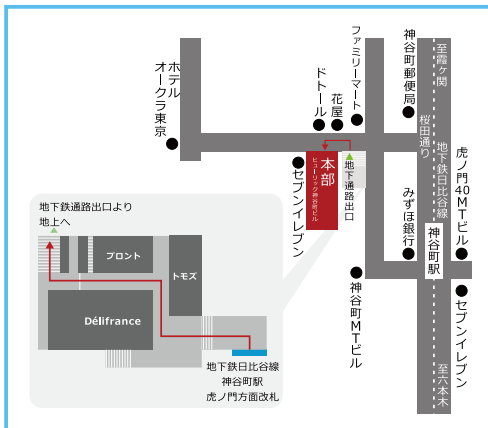 ホテル
オークラ東京
ドトール
花屋
ファミリーマート
神谷町郵便局
至霞ヶ関
桜田通り
地下鉄日比谷線
虎ノ門40MTビル
本部
ヒューリック神谷町ビル
地下通路出口
セブンイレブン
みずほ銀行
神谷町駅
神谷町MTビル
セブンイレブン
至六本木
地下鉄通路出口より
地上へ
プロント
トモズ
Délifrance
地下鉄日比谷線
神谷町駅
虎ノ門方面改札